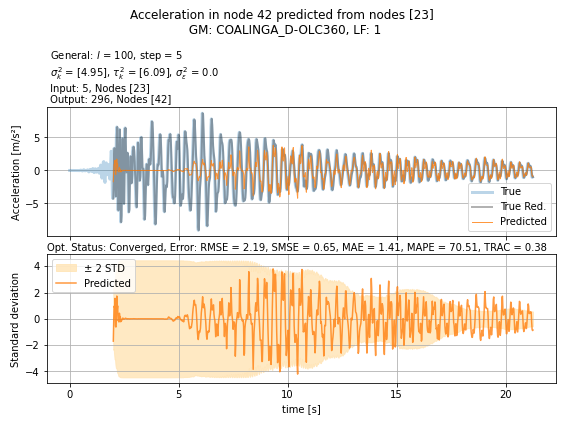 Acceleration in node 42 predicted from nodes [23]
GM: COALINGA_D-OLC360, LF: 1
General: l = 100, step = 5
σ²ₖ = [4.95], τ²ₖ = [6.09], σ²ε = 0.0
Input: 5, Nodes [23]
Output: 296, Nodes [42]
Acceleration [m/s²]
5
0
−5
True
True Red.
Predicted
Opt. Status: Converged, Error: RMSE = 2.19, SMSE = 0.65, MAE = 1.41, MAPE = 70.51, TRAC = 0.38
Standard deviation
4
2
0
−2
−4
± 2 STD
Predicted
0 5 10 15 20
time [s]